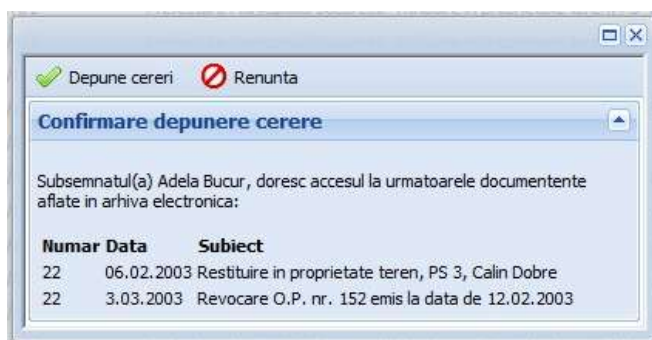 Depune cereri Renunta
Confirmare depunere cerere
Subsemnatul(a) Adela Bucur, doresc accesul la urmatoarele documentente
aflate in arhiva electronica:
Numar Data Subiect
22 06.02.2003 Restituire in proprietate teren, PS 3, Calin Dobre
22 3.03.2003 Revocare O.P. nr. 152 emis la data de 12.02.2003